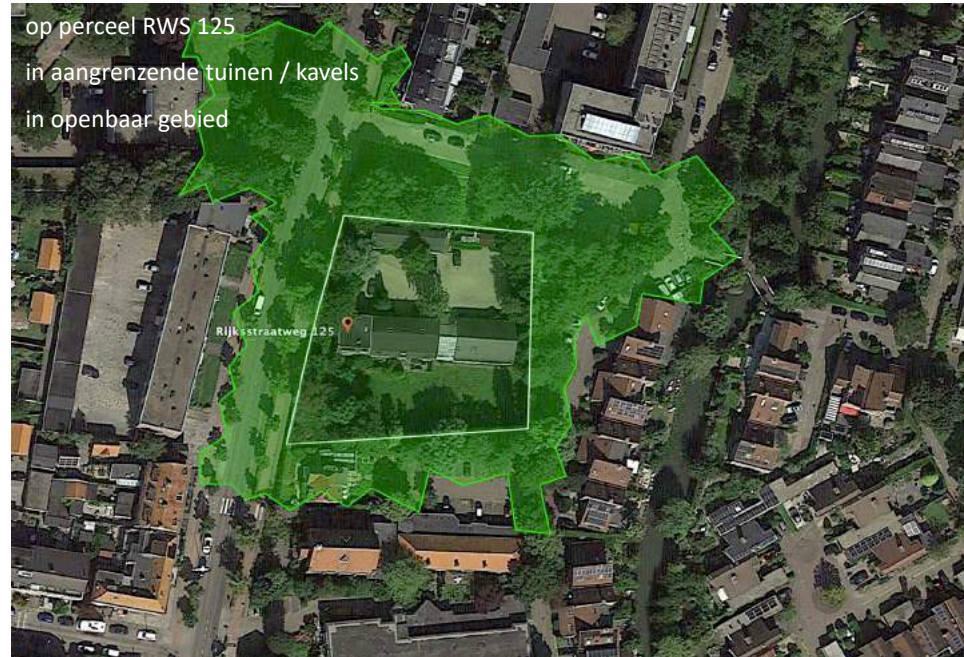 op perceel RWS 125
in aangrenzende tuinen / kavels
in openbaar gebied
Rijksstraatweg 125